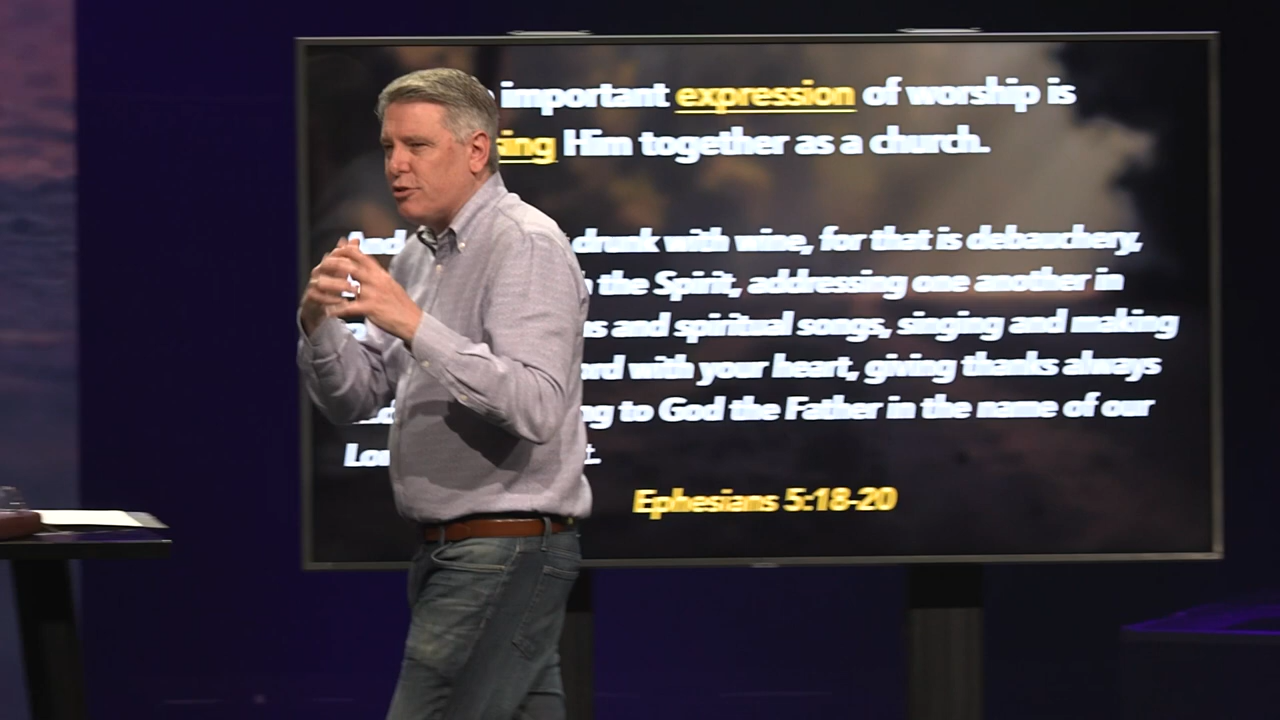 important expression of worship is
Him together as a church.
And drunk with wine, for that is debauchery,
the Spirit, addressing one another in
and spiritual songs, singing and making
with your heart, giving thanks always
to God the Father in the name of our
Ephesians 5:18-20